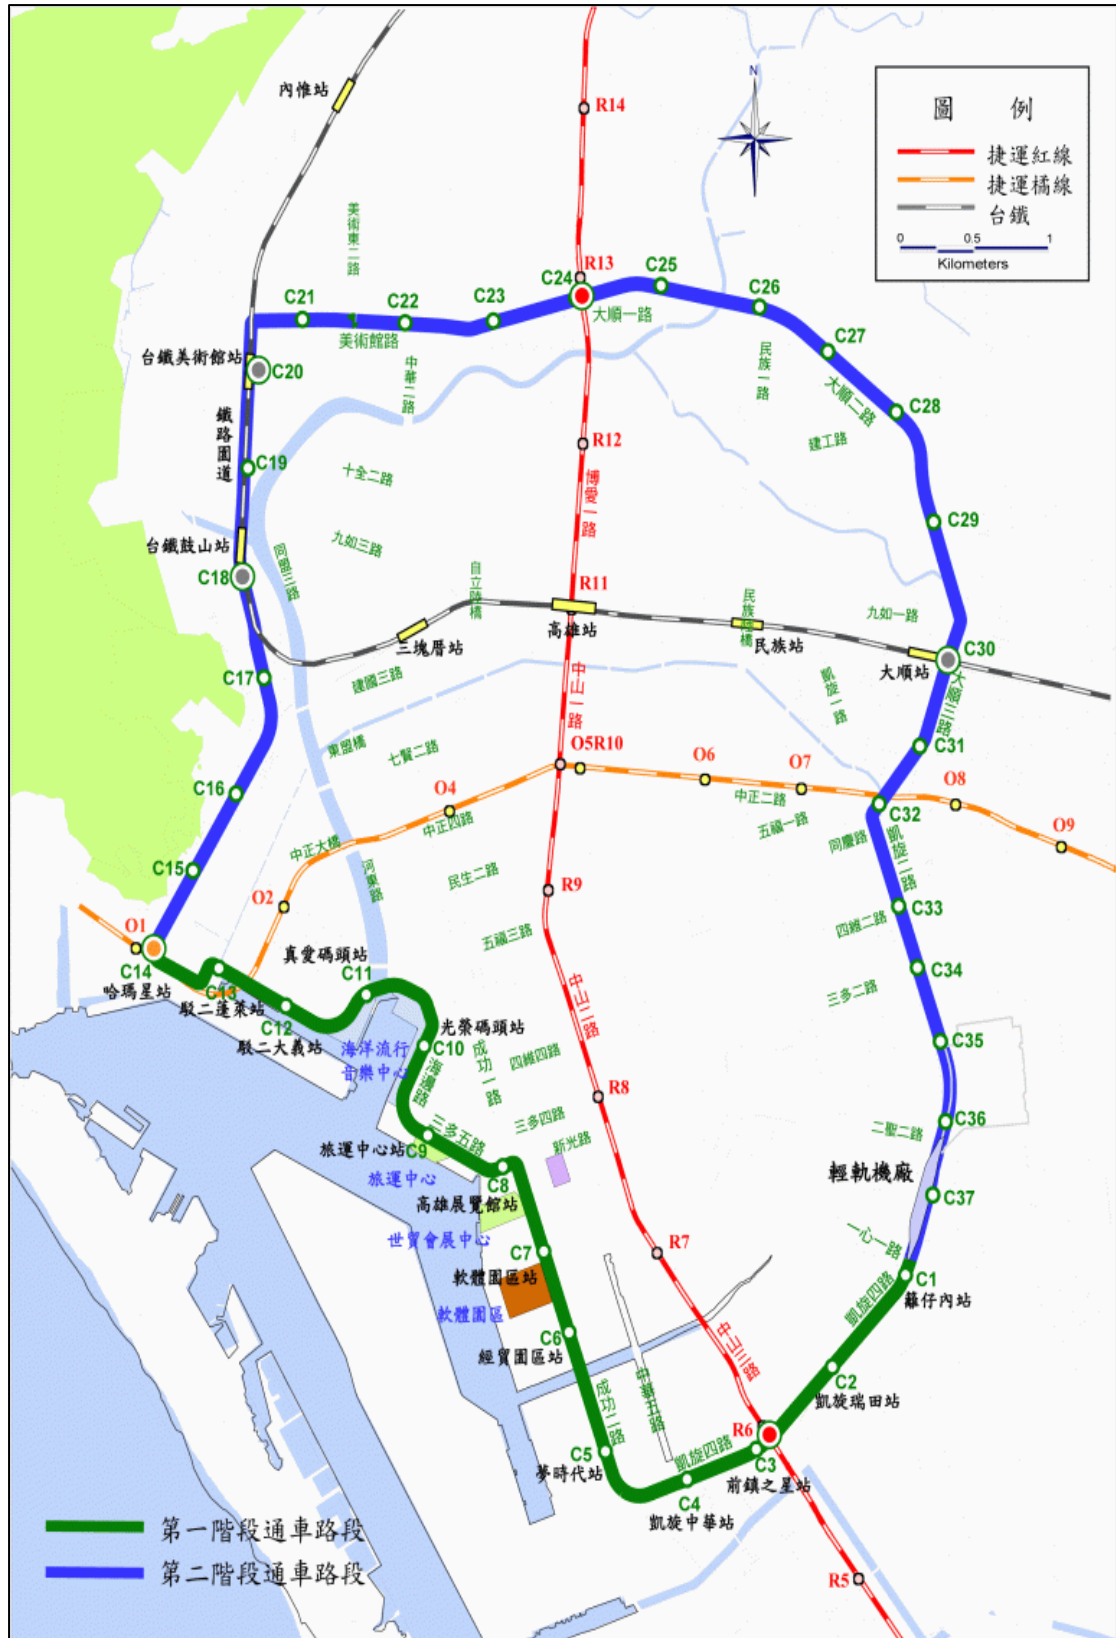 內惟站
N
圖 例
捷運紅線
捷運橘線
台鐵
0 0.5 1
Kilometers
R14
美術東二路
R13
C24
C25
C26
C21
C22
C23
大順一路
美術館路
台鐵美術館站
C20
中華二路
民族一路
C27
大順二路
C28
建工路
鐵路園道
C19
十全二路
R12
博愛一路
九如三路
C29
台鐵鼓山站
C18
同盟三路
自立陸橋
R11
高雄站
民族陸橋
民族站
九如一路
三塊厝站
大順站
C30
大順三路
C17
建國三路
中山一路
凱旋一路
東盟橋
七賢二路
C31
O5R10
O6
O7
O8
C16
O4
中正四路
中正二路
五福一路
C32
同慶路
凱旋二路
O9
中正大橋
C15
河東路
民生二路
R9
O2
C33
四維二路
O1
五福三路
真愛碼頭站
C14
哈瑪星站
C13
駁二蓬萊站
C11
C34
三多二路
中山二路
C12
駁二大義站
光榮碼頭站
C10
海洋流行
音樂中心
海邊路
成功一路
四維四路
C35
R8
三多四路
新光路
三多五路
C36
二聖二路
旅運中心站
C9
旅運中心
C8
高雄展覽館站
輕軌機廠
C37
世貿會展中心
C7
一心一路
R7
軟體園區站
軟體園區
C1
籬仔內站
凱旋四路
C6
經貿園區站
中山三路
C2
凱旋瑞田站
成功二路
中華五路
R6
C5
夢時代站
凱旋四路
C3
前鎮之星站
C4
凱旋中華站
第一階段通車路段
第二階段通車路段
R5